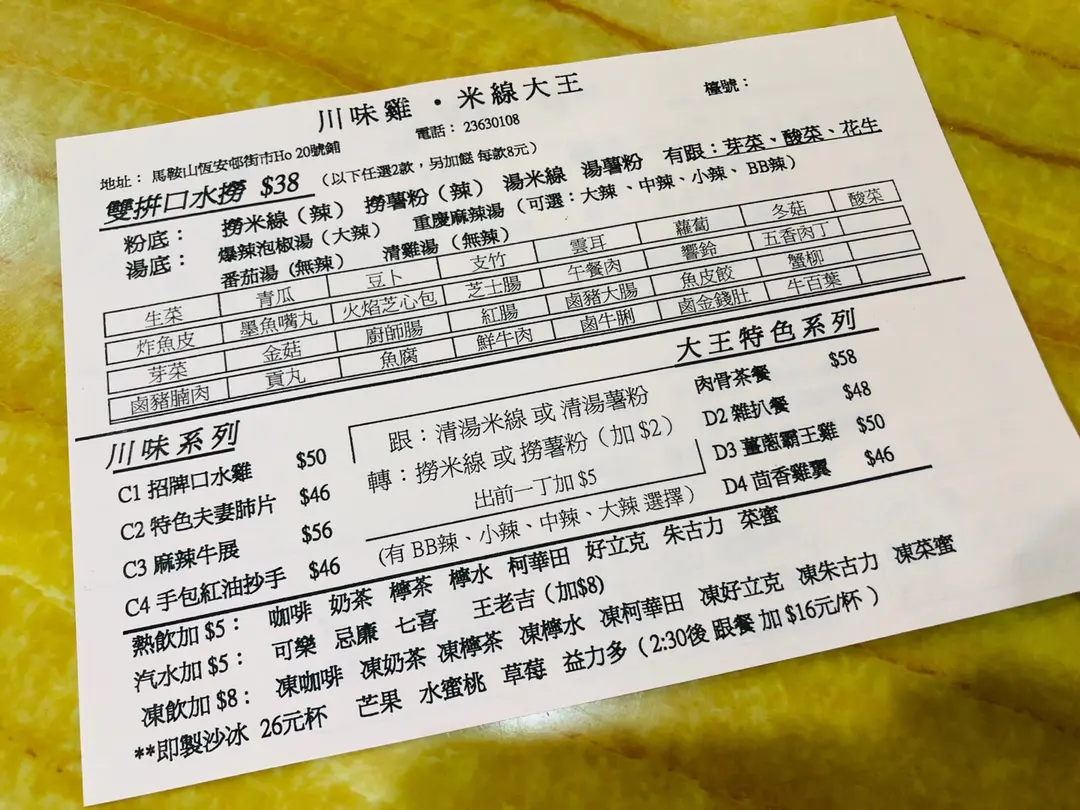 川味雞 · 米線大王
檯號：
電話： 23630108
地址： 馬鞍山恆安邨街市Ho 20號鋪
雙拼口水撈 $38 （以下任選2款，另加餸 每款8元）
粉底： 撈米線（辣） 撈薯粉（辣） 湯米線 湯薯粉 有跟：芽菜、酸菜、花生
湯底： 爆辣泡椒湯（大辣） 重慶麻辣湯（可選：大辣、中辣、小辣、BB辣）
番茄湯（無辣） 清雞湯（無辣）
生菜 青瓜 豆卜 支竹 雲耳 蘿蔔 冬菇 酸菜
炸魚皮 墨魚嘴丸 火焰芝心包 芝士腸 午餐肉 響鈴 五香肉丁
芽菜 金菇 廚師腸 紅腸 鹵豬大腸 魚皮餃 蟹柳
鹵豬腩肉 貢丸 魚腐 鮮牛肉 鹵牛脷 鹵金錢肚 牛百葉
川味系列
C1 招牌口水雞 $50
C2 特色夫妻肺片 $46
C3 麻辣牛展 $56
C4 手包紅油抄手 $46
跟：清湯米線 或 清湯薯粉
轉：撈米線 或 撈薯粉（加 $2）
出前一丁加 $5
（有 BB辣、小辣、中辣、大辣 選擇）
大王特色系列
肉骨茶餐 $58
D2 雜扒餐 $48
D3 薑蔥霸王雞 $50
D4 茴香雞翼 $46
熱飲加 $5： 咖啡 奶茶 檸茶 檸水 柯華田 好立克 朱古力 菜蜜
汽水加 $5： 可樂 忌廉 七喜 王老吉（加$8）
凍飲加 $8： 凍咖啡 凍奶茶 凍檸茶 凍檸水 凍柯華田 凍好立克 凍朱古力 凍菜蜜
**即製沙冰 26元杯 芒果 水蜜桃 草莓 益力多（2:30後 跟餐 加 $16元/杯 ）